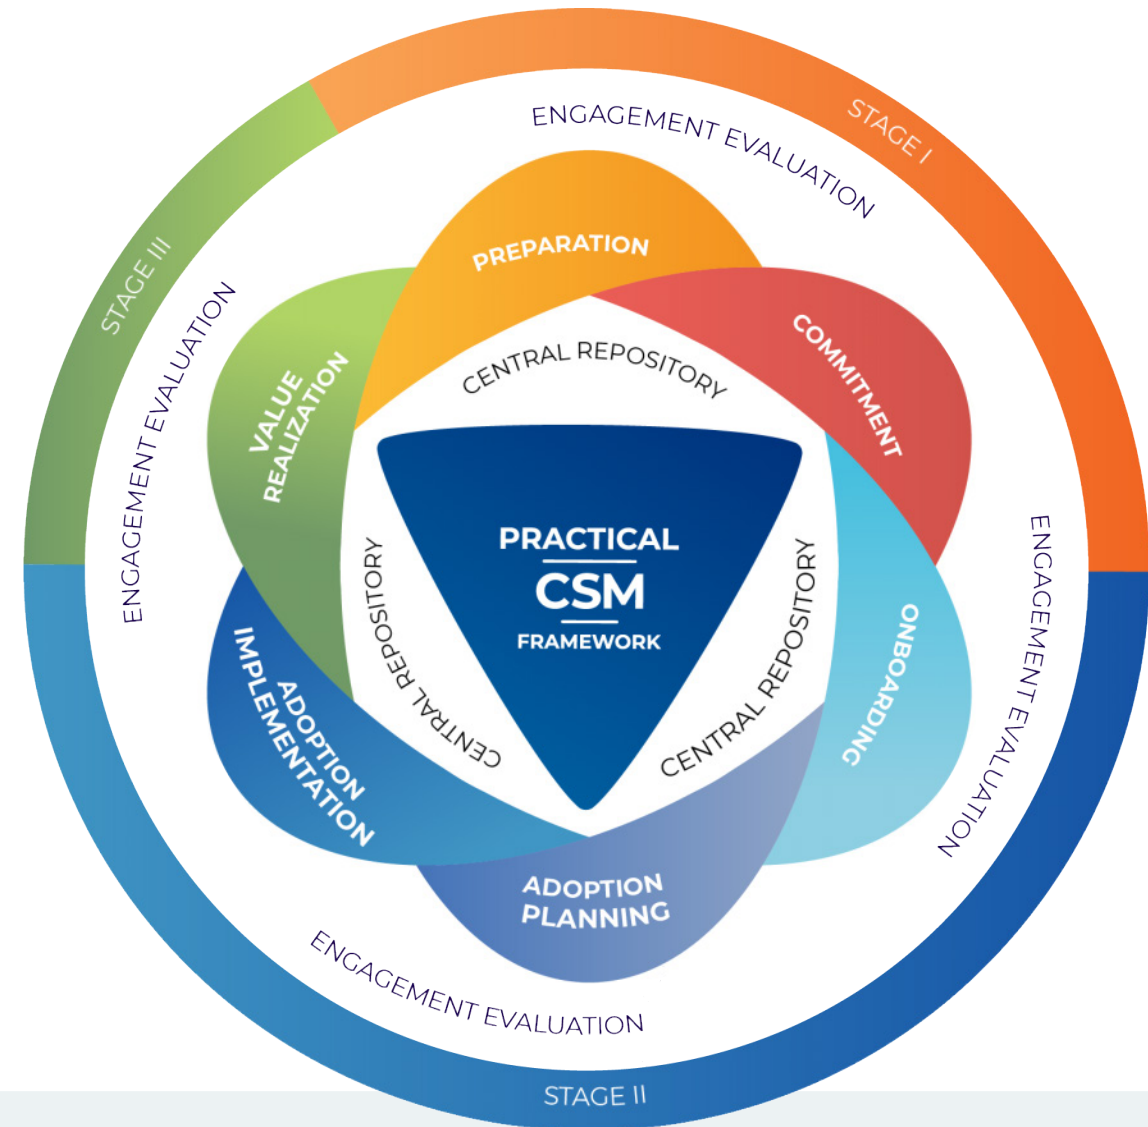 STAGE I
ENGAGEMENT EVALUATION
PREPARATION
COMMITMENT
STAGE III
ENGAGEMENT EVALUATION
VALUE
REALIZATION
CENTRAL REPOSITORY
PRACTICAL
CSM
FRAMEWORK
CENTRAL REPOSITORY
CENTRAL REPOSITORY
ONBOARDING
ENGAGEMENT EVALUATION
ADOPTION
IMPLEMENTATION
ADOPTION
PLANNING
ENGAGEMENT EVALUATION
STAGE II